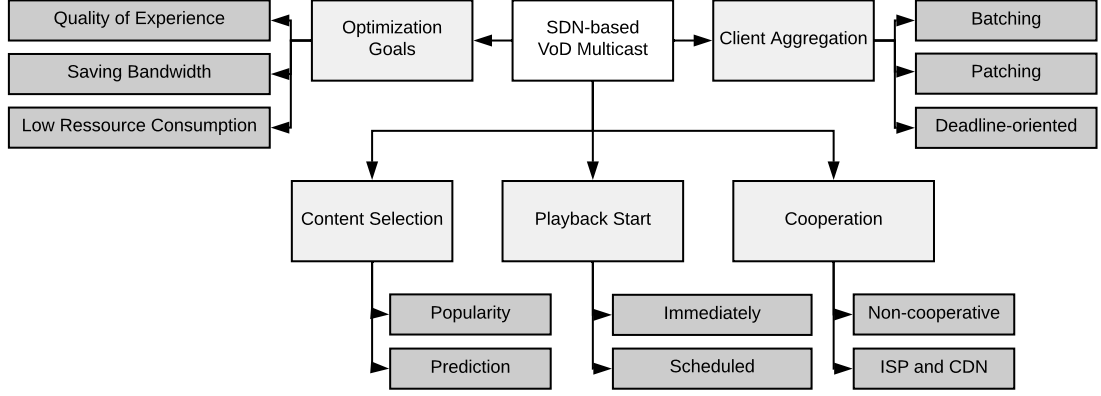 Quality of Experience
Saving Bandwidth
Low Ressource Consumption
Optimization
Goals
SDN-based
VoD Multicast
Client Aggregation
Batching
Patching
Deadline-oriented
Content Selection
Playback Start
Cooperation
Popularity
Prediction
Immediately
Scheduled
Non-cooperative
ISP and CDN